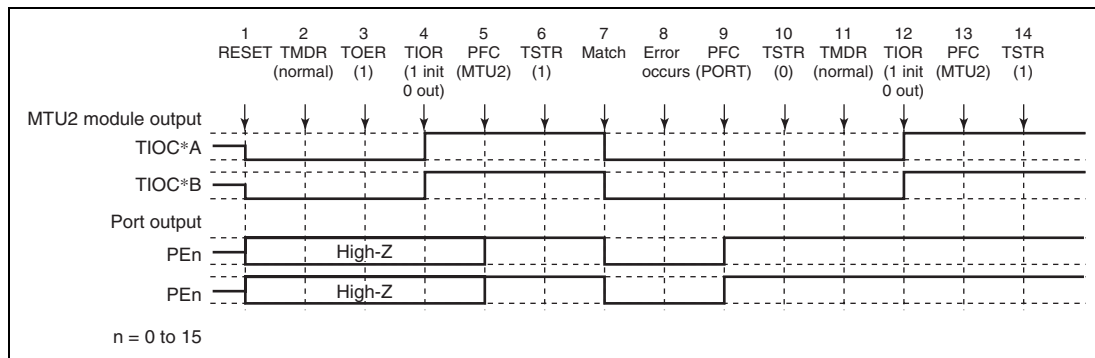 1 2 3 4 5 6 7 8 9 10 11 12 13 14
RESET TMDR TOER TIOR PFC TSTR Match Error PFC TSTR TMDR TIOR PFC TSTR
(normal) (1) (1 init (MTU2) (1) occurs (PORT) (0) (normal) (1 init (MTU2) (1)
0 out) 0 out)
MTU2 module output
TIOC*A
TIOC*B
Port output
PEn High-Z
PEn High-Z
n = 0 to 15